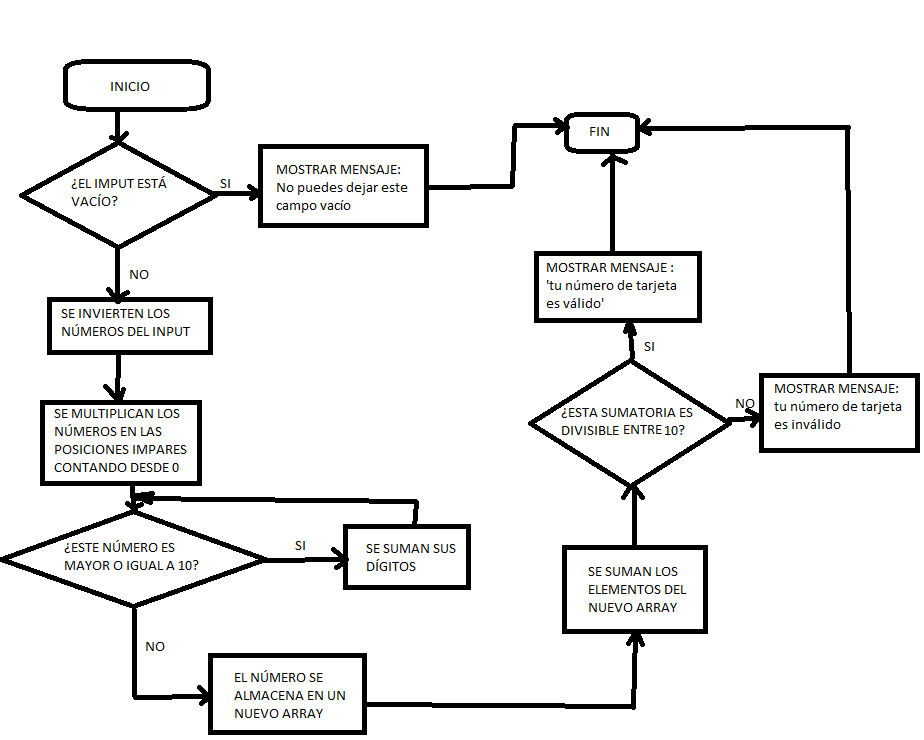 INICIO
¿EL IMPUT ESTÁ
VACÍO?
SI
MOSTRAR MENSAJE:
No puedes dejar este
campo vacío
FIN
NO
SE INVIERTEN LOS
NÚMEROS DEL INPUT
SE MULTIPLICAN LOS
NÚMEROS EN LAS
POSICIONES IMPARES
CONTANDO DESDE 0
¿ESTE NÚMERO ES
MAYOR O IGUAL A 10?
SI
SE SUMAN SUS
DÍGITOS
NO
EL NÚMERO SE
ALMACENA EN UN
NUEVO ARRAY
SE SUMAN LOS
ELEMENTOS DEL
NUEVO ARRAY
¿ESTA SUMATORIA ES
DIVISIBLE ENTRE 10?
SI
MOSTRAR MENSAJE :
'tu número de tarjeta
es válido'
NO
MOSTRAR MENSAJE:
tu número de tarjeta
es inválido